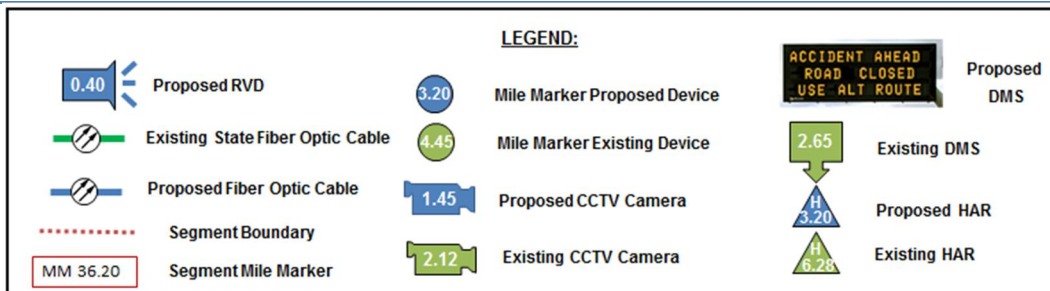 LEGEND:
0.40
Proposed RVD
Existing State Fiber Optic Cable
Proposed Fiber Optic Cable
Segment Boundary
MM 36.20
Segment Mile Marker
3.20
Mile Marker Proposed Device
4.45
Mile Marker Existing Device
1.45
Proposed CCTV Camera
2.12
Existing CCTV Camera
ACCIDENT AHEAD
ROAD CLOSED
USE ALT ROUTE
Proposed
DMS
2.65
Existing DMS
H
3.20
Proposed HAR
H
6.28
Existing HAR